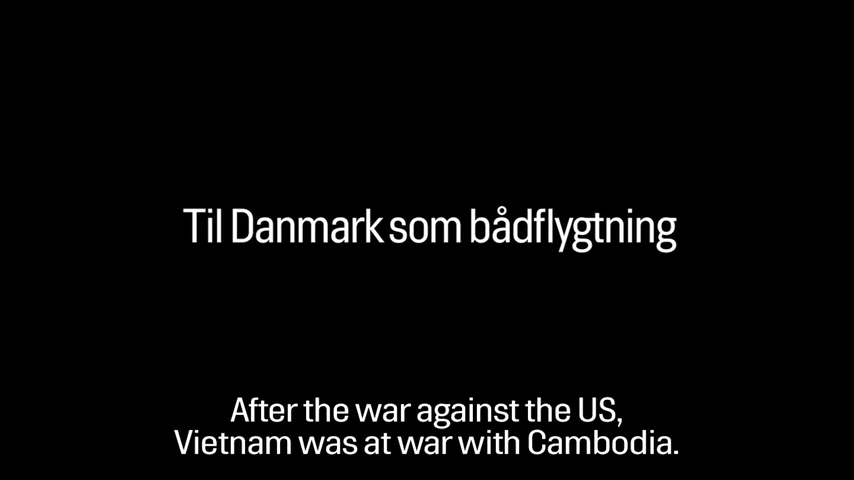 Til Danmark som bådflygtning
After the war against the US,
Vietnam was at war with Cambodia.